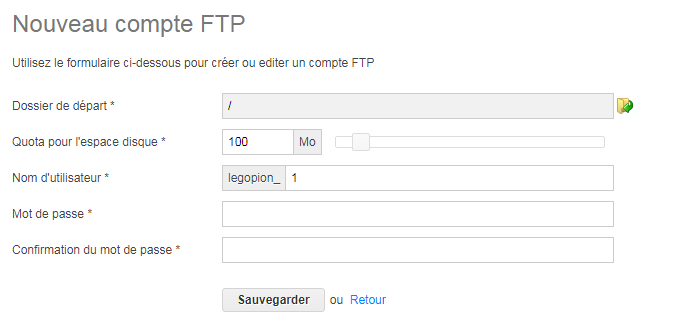 Nouveau compte FTP
Utilisez le formulaire ci-dessous pour créer ou editer un compte FTP
Dossier de départ * /
Quota pour l'espace disque * 100 Mo
Nom d'utilisateur * legopion_ 1
Mot de passe *
Confirmation du mot de passe *
Sauvegarder ou Retour